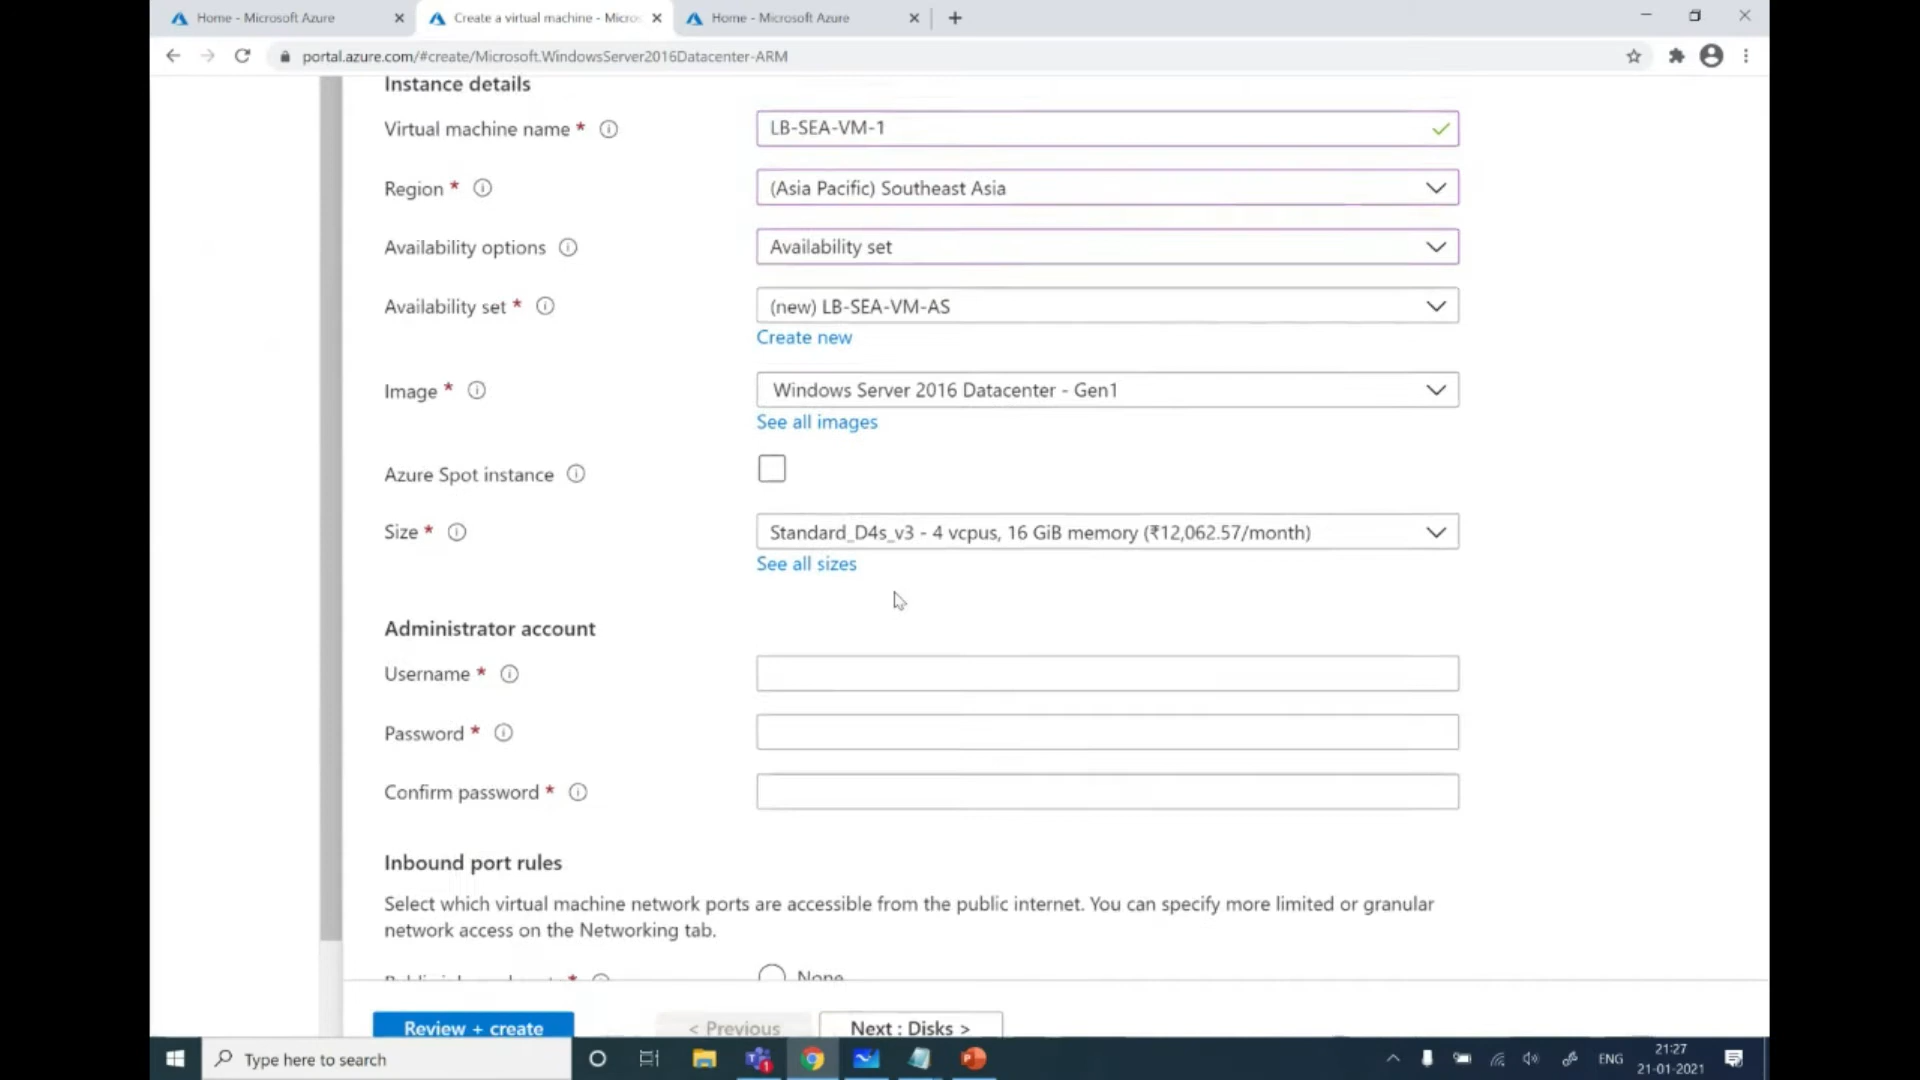 Home - Microsoft Azure
Create a virtual machine - Micros
Home - Microsoft Azure
portal.azure.com/#create/Microsoft.WindowsServer2016Datacenter-ARM
Instance details
Virtual machine name *
LB-SEA-VM-1
Region *
(Asia Pacific) Southeast Asia
Availability options
Availability set
Availability set *
(new) LB-SEA-VM-AS
Create new
Image *
Windows Server 2016 Datacenter - Gen1
See all images
Azure Spot instance
Size *
Standard_D4s_v3 - 4 vcpus, 16 GiB memory (₹12,062.57/month)
See all sizes
Administrator account
Username *
Password *
Confirm password *
Inbound port rules
Select which virtual machine network ports are accessible from the public internet. You can specify more limited or granular
network access on the Networking tab.
None
Review + create
< Previous
Next : Disks >
Type here to search
1
ENG
21:27
21-01-2021